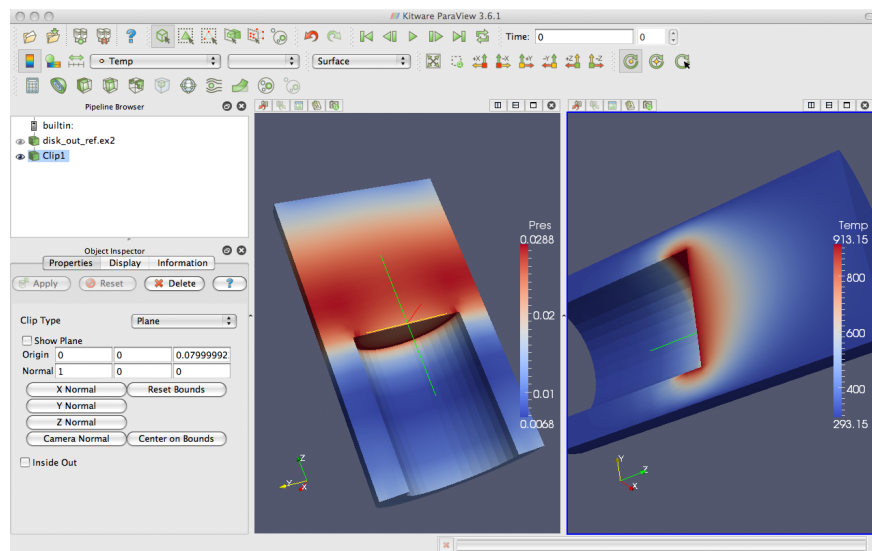 Kitware ParaView 3.6.1
Time: 0 0
Temp Surface
Pipeline Browser
builtin:
disk_out_ref.ex2
Clip1
Object Inspector
Properties Display Information
Apply Reset Delete ?
Clip Type Plane
Show Plane
Origin 0 0 0.07999992
Normal 1 0 0
X Normal Reset Bounds
Y Normal
Z Normal
Camera Normal Center on Bounds
Inside Out
Pres
0.0288
0.02
0.01
0.0068
Z
Y
X
Temp
913.15
800
600
400
293.15
Y
Z
X